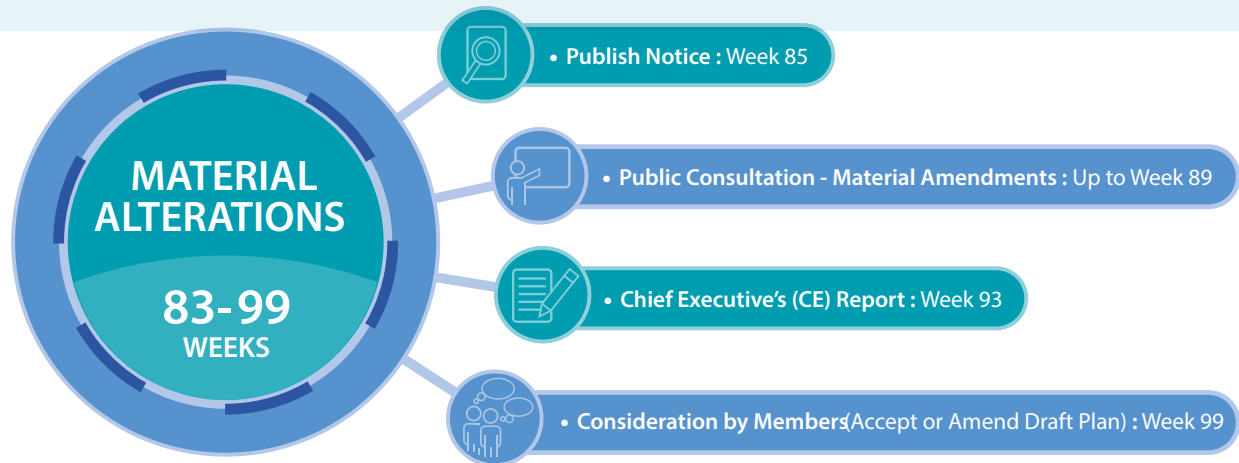 MATERIAL
ALTERATIONS
83-99
WEEKS
• Publish Notice : Week 85
• Public Consultation - Material Amendments : Up to Week 89
• Chief Executive's (CE) Report : Week 93
• Consideration by Members(Accept or Amend Draft Plan) : Week 99